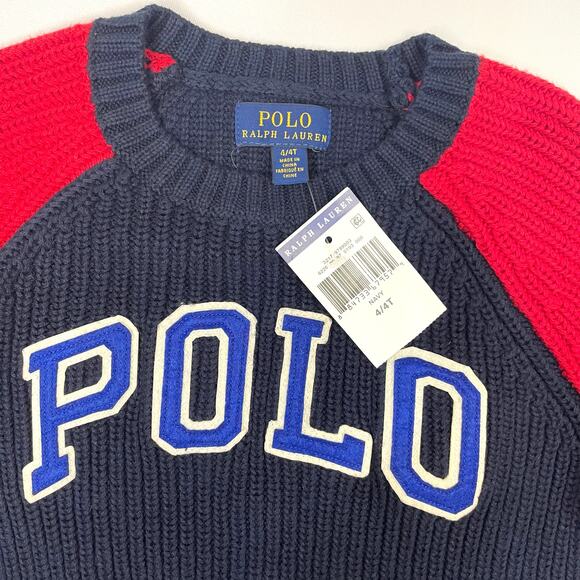 POLO
RALPH LAUREN
4/4T
MADE IN
CHINA
FABRIQUÉ EN
CHINE
RALPH LAUREN
NAVY
4/4T
POLO